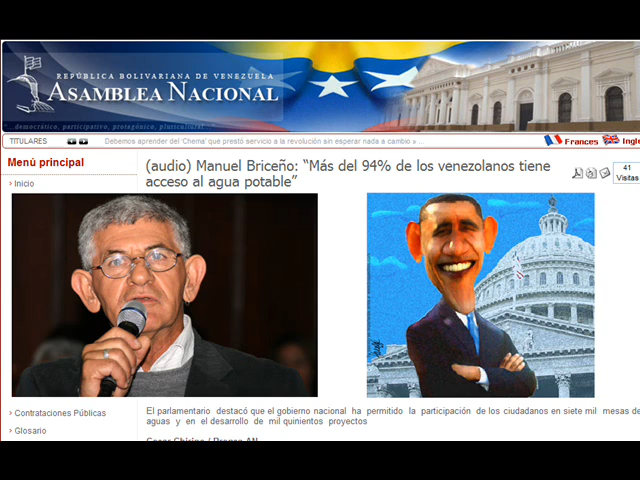 REPÚBLICA BOLIVARIANA DE VENEZUELA
ASAMBLEA NACIONAL
...democrático, participativo, protagónico, pluricultural...
TITULARES
Debemos aprender del 'Chema' que prestó servicio a la revolución sin esperar nada a cambio » ...
Frances
Ingle
Menú principal
(audio) Manuel Briceño: “Más del 94% de los venezolanos tiene
acceso al agua potable”
41
Visitas
Inicio
El parlamentario destacó que el gobierno nacional ha permitido la participación de los ciudadanos en siete mil mesas de
aguas y en el desarrollo de mil quinientos proyectos
Contrataciones Públicas
Glosario